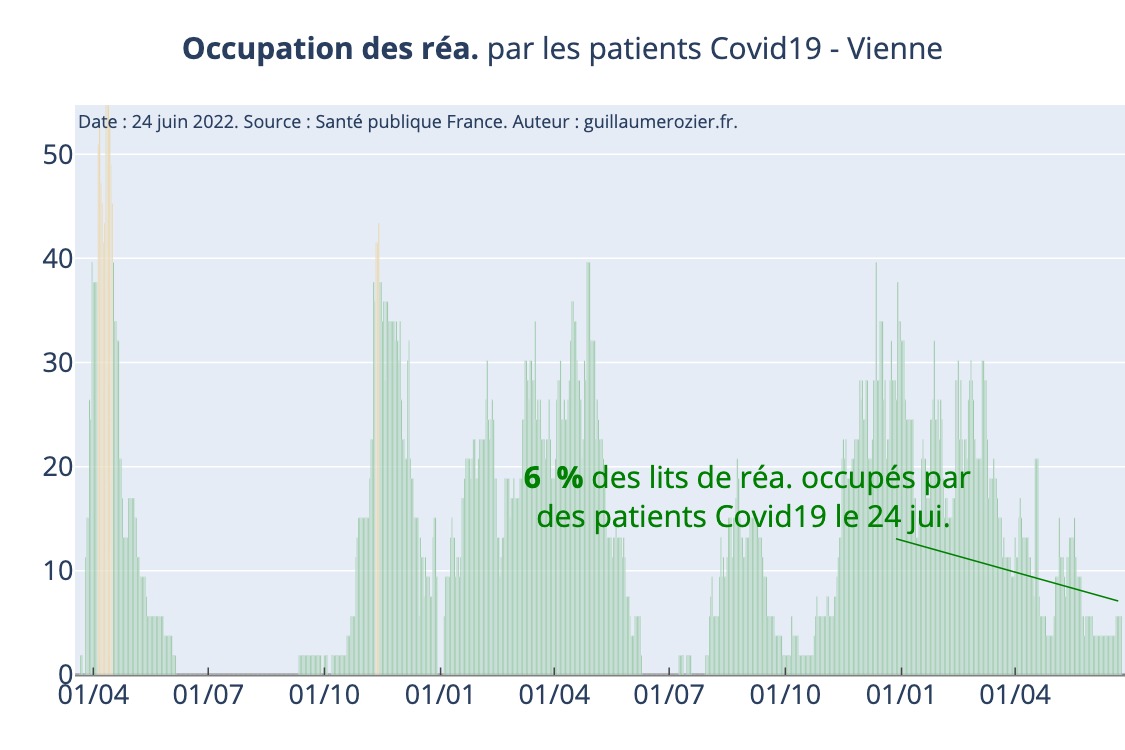 Occupation des réa. par les patients Covid19 - Vienne
Date : 24 juin 2022. Source : Santé publique France. Auteur : guillaumerozier.fr.
50
40
30
20
10
0
6 % des lits de réa. occupés par
des patients Covid19 le 24 jui.
01/04 01/07 01/10 01/01 01/04 01/07 01/10 01/01 01/04